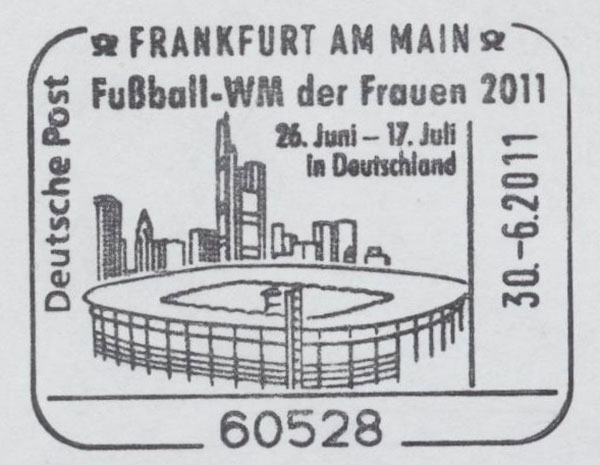 FRANKFURT AM MAIN
Fußball-WM der Frauen 2011
26. Juni – 17. Juli
in Deutschland
Deutsche Post
30.-6.2011
60528